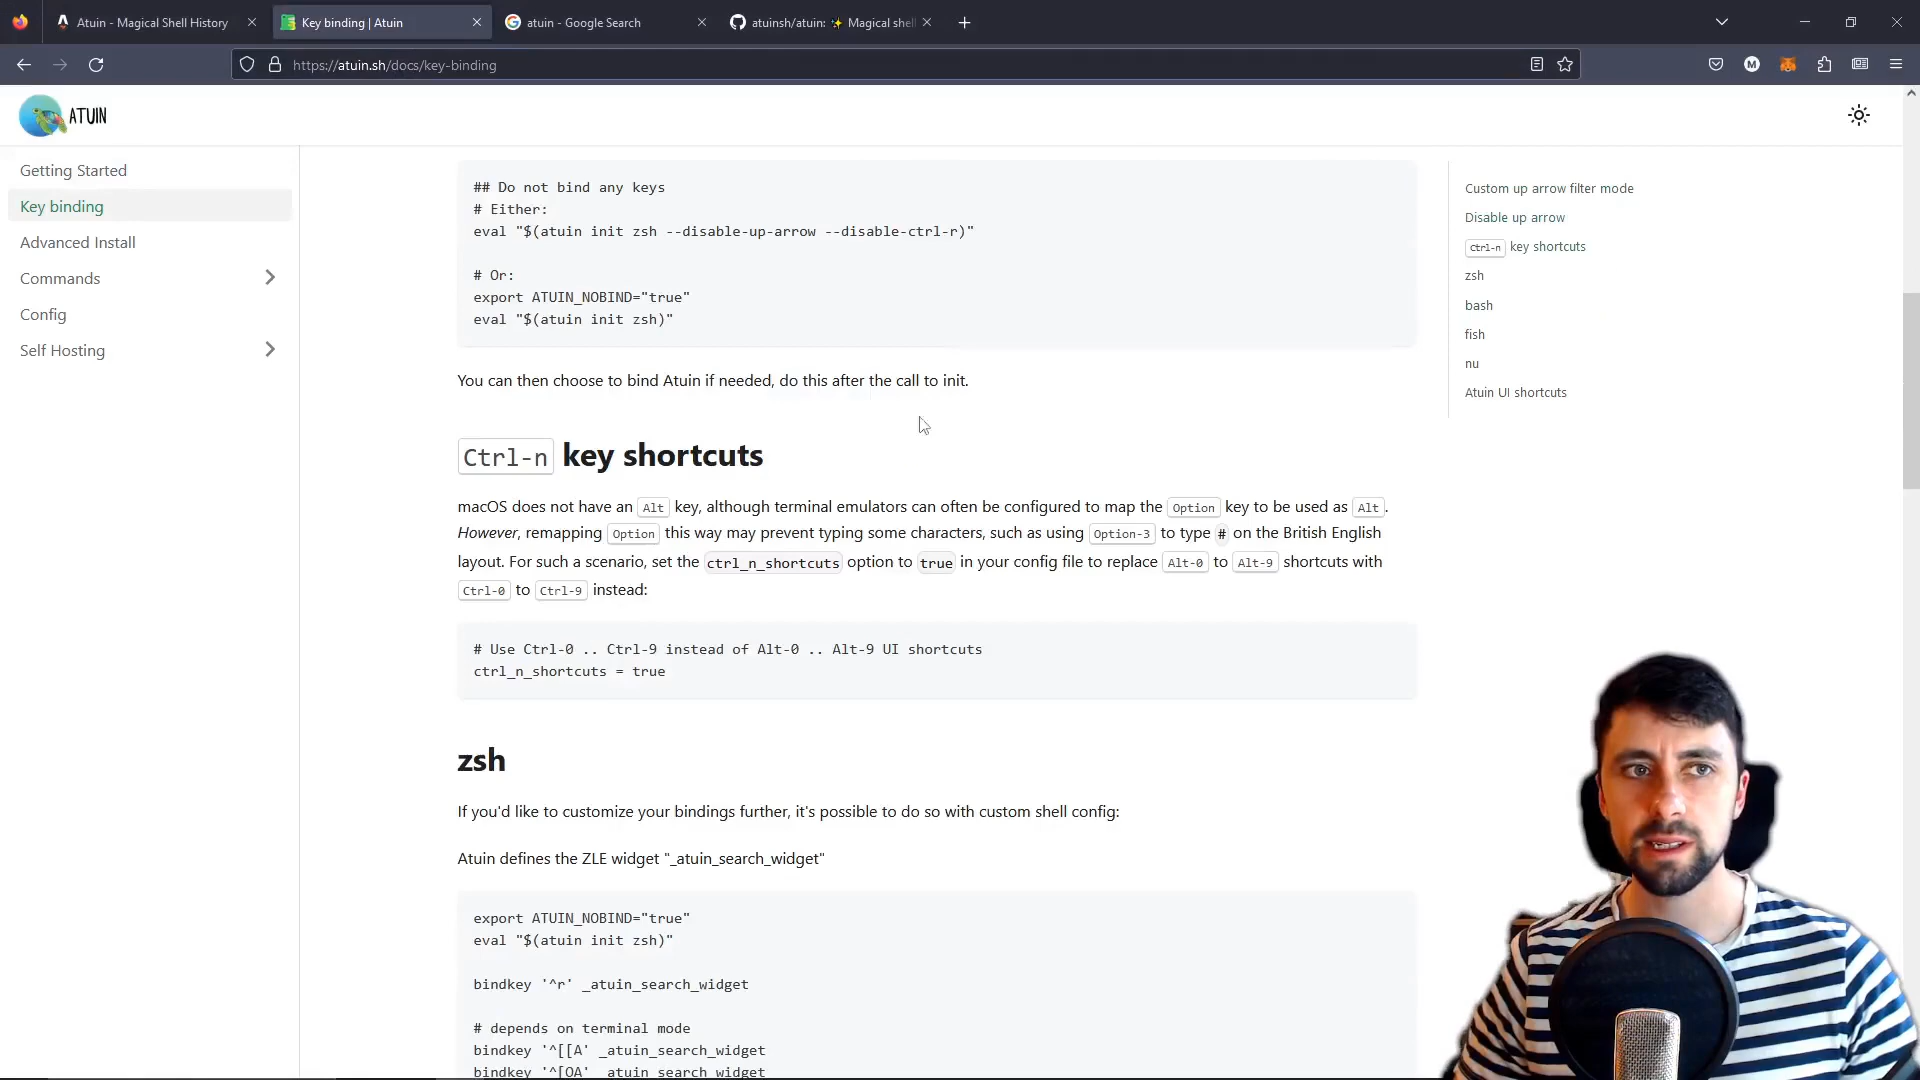 Atuin - Magical Shell History
Key binding | Atuin
atuin - Google Search
atuinsh/atuin: ✨ Magical shell
https://atuin.sh/docs/key-binding
M
ATUIN
Getting Started
Key binding
Advanced Install
Commands
Config
Self Hosting
## Do not bind any keys
# Either:
eval "$(atuin init zsh --disable-up-arrow --disable-ctrl-r)"
# Or:
export ATUIN_NOBIND="true"
eval "$(atuin init zsh)"
You can then choose to bind Atuin if needed, do this after the call to init.
Ctrl-n key shortcuts
macOS does not have an Alt key, although terminal emulators can often be configured to map the Option key to be used as Alt.
However, remapping Option this way may prevent typing some characters, such as using Option-3 to type # on the British English
layout. For such a scenario, set the ctrl_n_shortcuts option to true in your config file to replace Alt-0 to Alt-9 shortcuts with
Ctrl-0 to Ctrl-9 instead:
# Use Ctrl-0 .. Ctrl-9 instead of Alt-0 .. Alt-9 UI shortcuts
ctrl_n_shortcuts = true
zsh
If you'd like to customize your bindings further, it's possible to do so with custom shell config:
Atuin defines the ZLE widget "_atuin_search_widget"
export ATUIN_NOBIND="true"
eval "$(atuin init zsh)"
bindkey '^r' _atuin_search_widget
# depends on terminal mode
bindkey '^[[A' _atuin_search_widget
bindkey '^[OA' _atuin_search_widget
Custom up arrow filter mode
Disable up arrow
Ctrl-n key shortcuts
zsh
bash
fish
nu
Atuin UI shortcuts